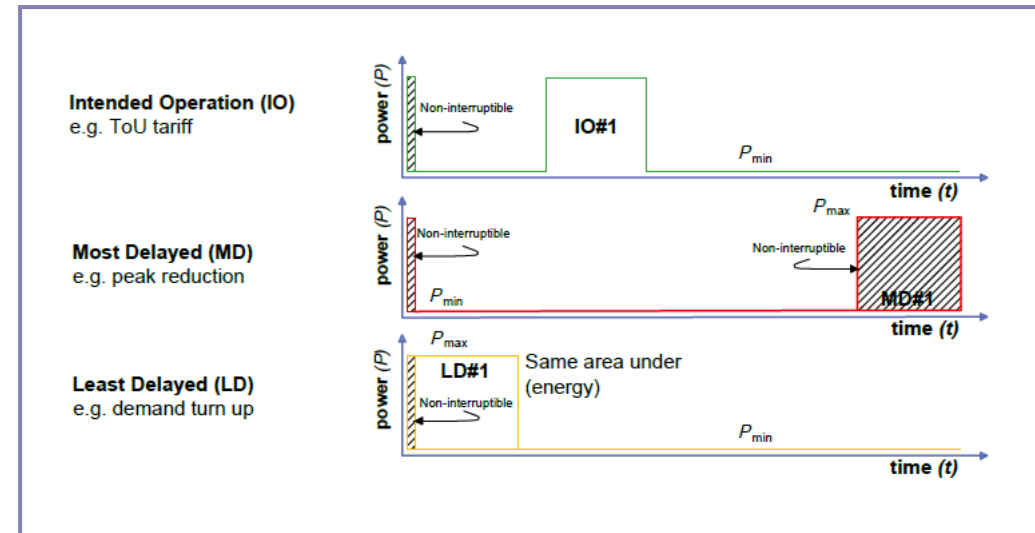 Intended Operation (IO)
e.g. ToU tariff
power (P)
Non-interruptible
IO#1
Pmin
time (t)
Most Delayed (MD)
e.g. peak reduction
power (P)
Non-interruptible
Pmin
Pmax
Non-interruptible
MD#1
time (t)
Least Delayed (LD)
e.g. demand turn up
power (P)
Pmax
LD#1
Non-interruptible
Same area under
(energy)
Pmin
time (t)